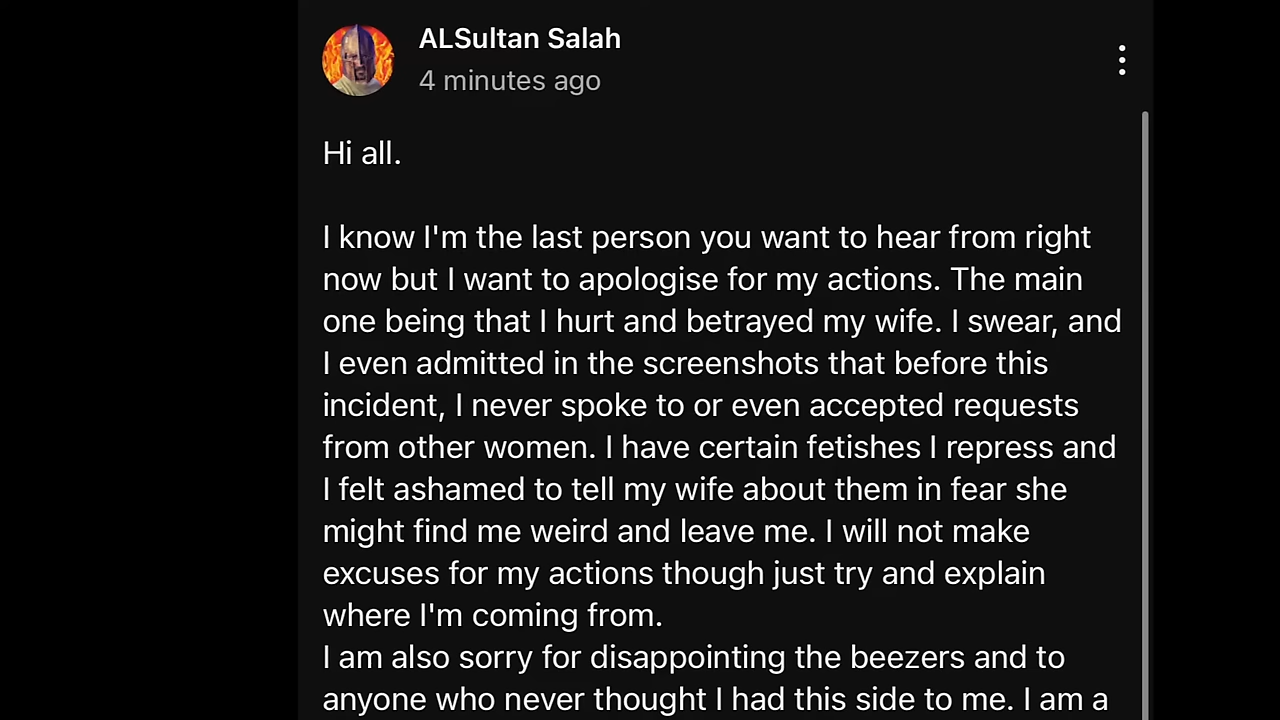 ALSultan Salah
4 minutes ago
Hi all.
I know I'm the last person you want to hear from right
now but I want to apologise for my actions. The main
one being that I hurt and betrayed my wife. I swear, and
I even admitted in the screenshots that before this
incident, I never spoke to or even accepted requests
from other women. I have certain fetishes I repress and
I felt ashamed to tell my wife about them in fear she
might find me weird and leave me. I will not make
excuses for my actions though just try and explain
where I'm coming from.
I am also sorry for disappointing the beezers and to
anyone who never thought I had this side to me. I am a